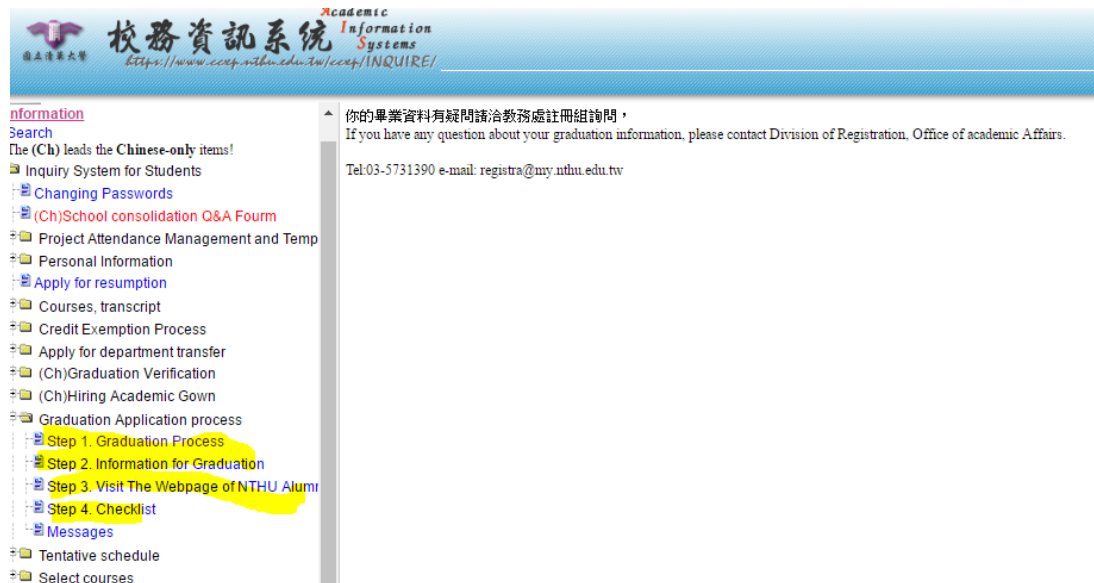 國立清華大學
校務資訊系統
Academic
Information
Systems
https://www.ccxp.nthu.edu.tw/ccxp/INQUIRE/
nformation
Search
The (Ch) leads the Chinese-only items!
Inquiry System for Students
Changing Passwords
(Ch)School consolidation Q&A Fourm
Project Attendance Management and Temp
Personal Information
Apply for resumption
Courses, transcript
Credit Exemption Process
Apply for department transfer
(Ch)Graduation Verification
(Ch)Hiring Academic Gown
Graduation Application process
Step 1. Graduation Process
Step 2. Information for Graduation
Step 3. Visit The Webpage of NTHU Alumn
Step 4. Checklist
Messages
Tentative schedule
Select courses
你的畢業資料有疑問請洽教務處註冊組詢問，
If you have any question about your graduation information, please contact Division of Registration, Office of academic Affairs.
Tel:03-5731390 e-mail: registra@my.nthu.edu.tw